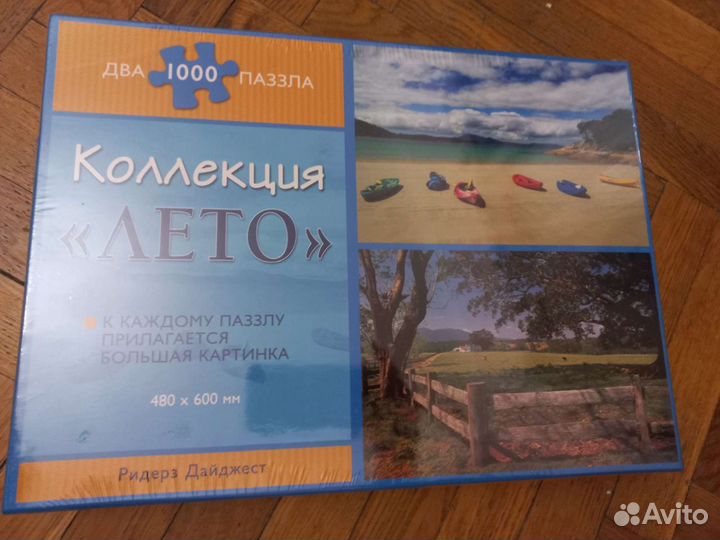 ДВА 1000 ПАЗЗЛА
Коллекция
«ЛЕТО»
К КАЖДОМУ ПАЗЗЛУ
ПРИЛАГАЕТСЯ
БОЛЬШАЯ КАРТИНКА
480 х 600 мм
Ридерз Дайджест
Avito